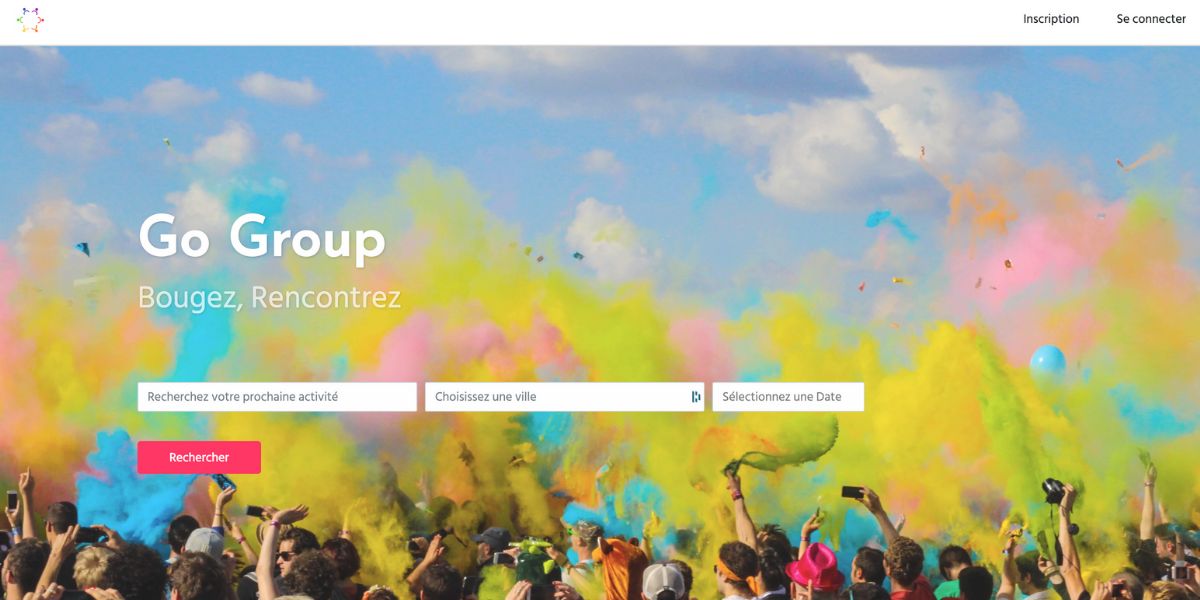 Inscription Se connecter
Go Group
Bougez, Rencontrez
Recherchez votre prochaine activité Choisissez une ville Sélectionnez une Date
Rechercher